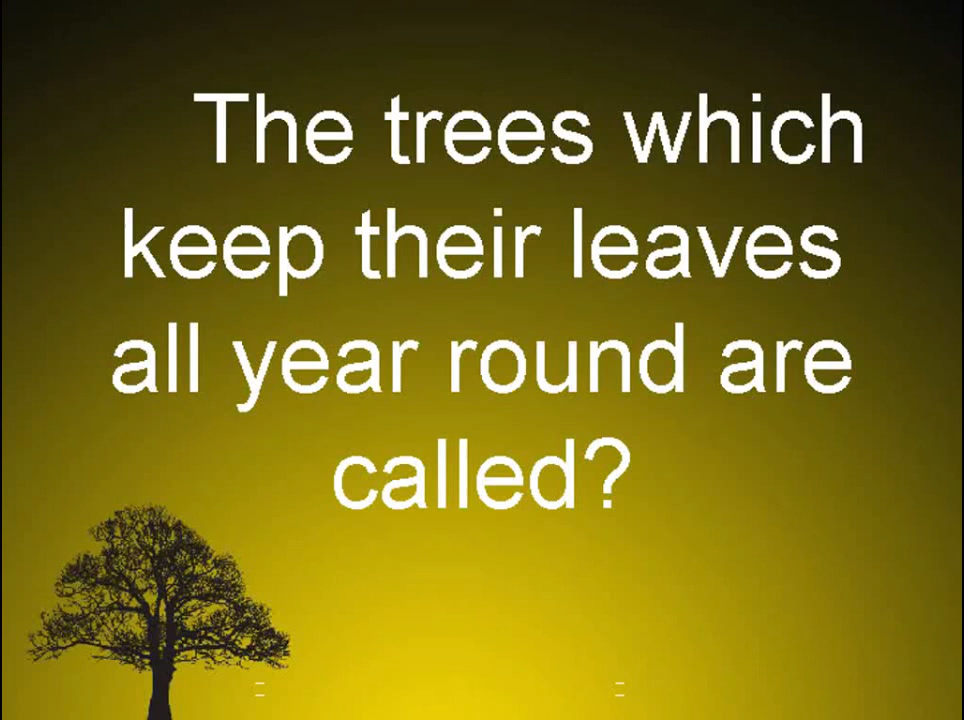 The trees which
keep their leaves
all year round are
called?